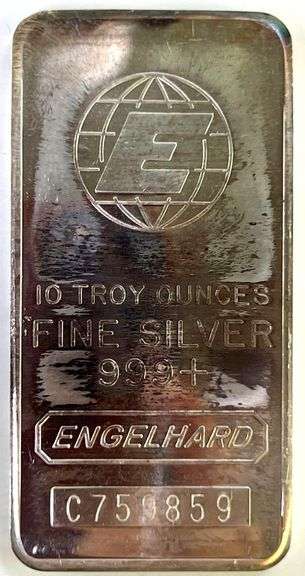 E
10 TROY OUNCES
FINE SILVER
999+
ENGELHARD
C759859